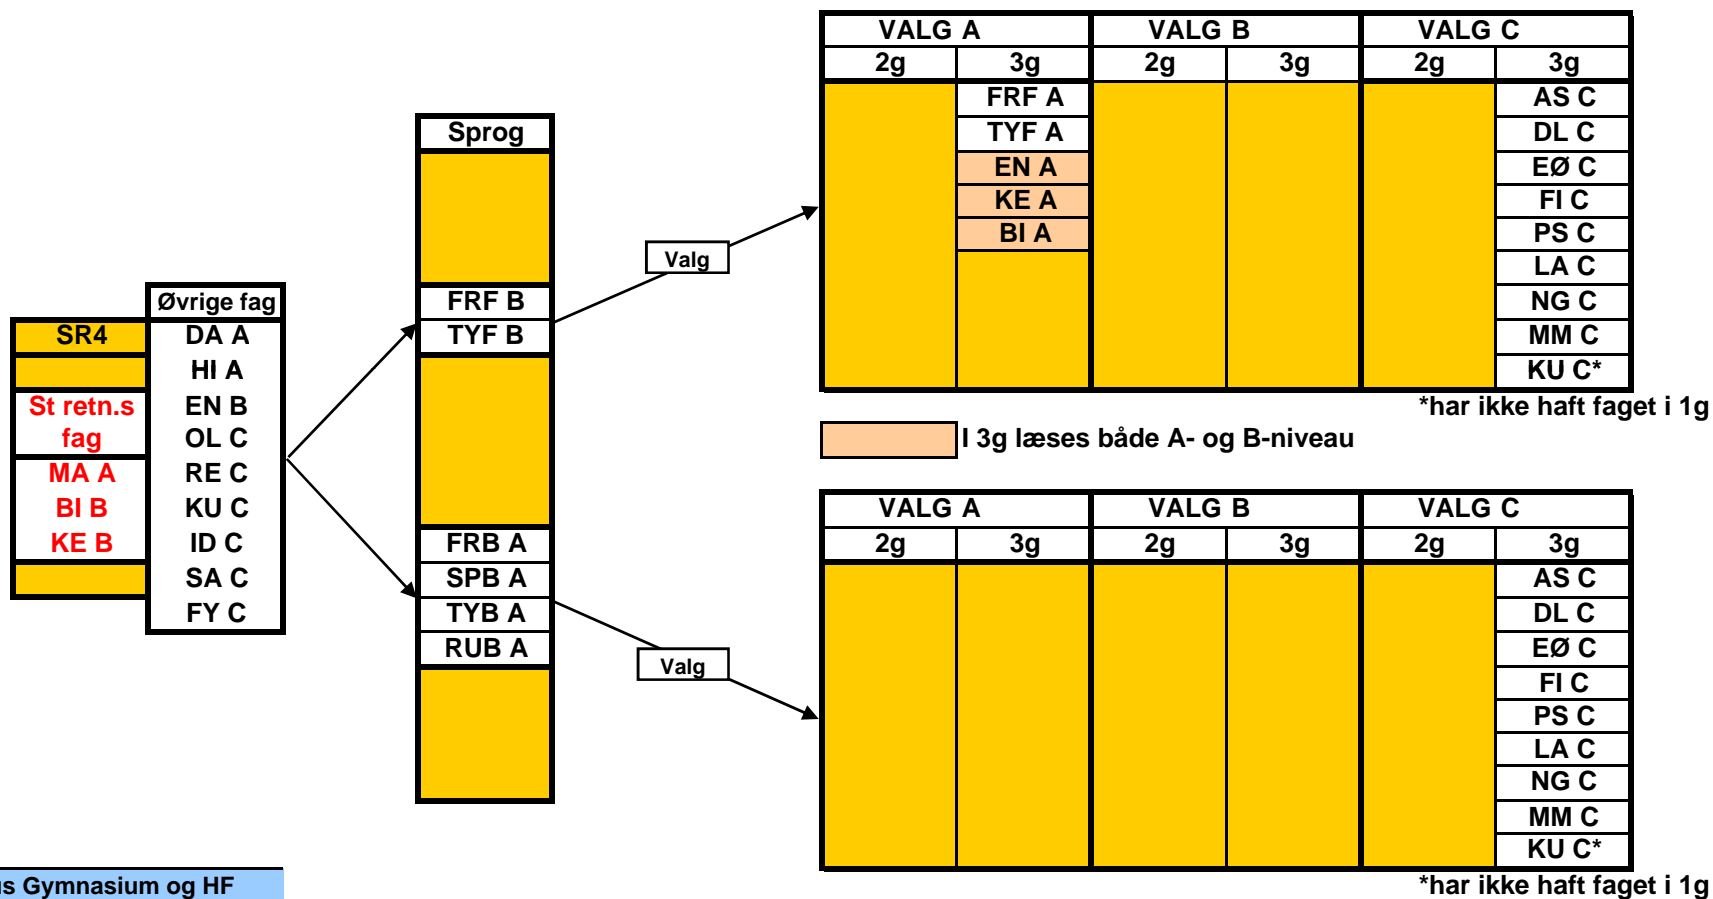 SR4
St retn.s
fag
MA A
BI B
KE B
Øvrige fag
DA A
HI A
EN B
OL C
RE C
KU C
ID C
SA C
FY C
Sprog
FRF B
TYF B
FRB A
SPB A
TYB A
RUB A
Valg
VALG A VALG B VALG C
2g 3g 2g 3g 2g 3g
FRF A AS C
TYF A DL C
EN A EØ C
KE A FI C
BI A PS C
LA C
NG C
MM C
KU C*
*har ikke haft faget i 1g
I 3g læses både A- og B-niveau
Valg
VALG A VALG B VALG C
2g 3g 2g 3g 2g 3g
AS C
DL C
EØ C
FI C
PS C
LA C
NG C
MM C
KU C*
*har ikke haft faget i 1g
Gymnasium og HF